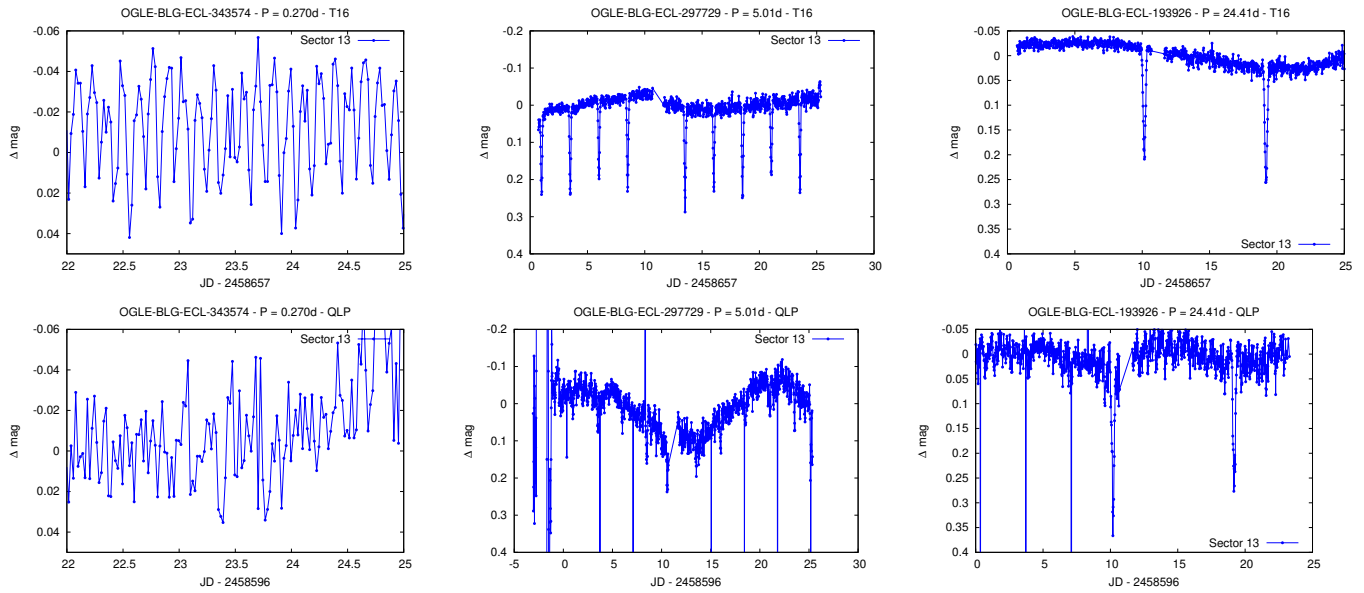 OGLE-BLG-ECL-343574 - P = 0.270d - T16
Sector 13
Δ mag
-0.06
-0.04
-0.02
0
0.02
0.04
22 22.5 23 23.5 24 24.5 25
JD - 2458657
OGLE-BLG-ECL-297729 - P = 5.01d - T16
Sector 13
Δ mag
-0.2
-0.1
0
0.1
0.2
0.3
0.4
0 5 10 15 20 25 30
JD - 2458657
OGLE-BLG-ECL-193926 - P = 24.41d - T16
Δ mag
-0.05
0
0.05
0.1
0.15
0.2
0.25
0.3
0.35
0.4
Sector 13
0 5 10 15 20 25
JD - 2458657
OGLE-BLG-ECL-343574 - P = 0.270d - QLP
Sector 13
Δ mag
-0.06
-0.04
-0.02
0
0.02
0.04
22 22.5 23 23.5 24 24.5 25
JD - 2458596
OGLE-BLG-ECL-297729 - P = 5.01d - QLP
Sector 13
Δ mag
-0.2
-0.1
0
0.1
0.2
0.3
0.4
-5 0 5 10 15 20 25 30
JD - 2458596
OGLE-BLG-ECL-193926 - P = 24.41d - QLP
Δ mag
-0.05
0
0.05
0.1
0.15
0.2
0.25
0.3
0.35
0.4
Sector 13
0 5 10 15 20 25
JD - 2458596